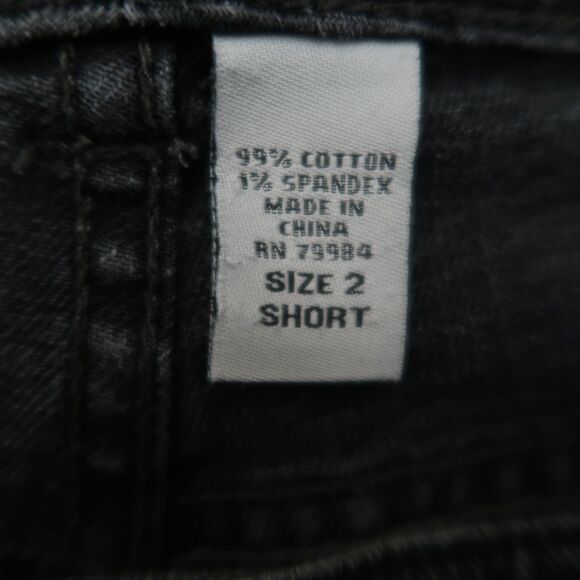 99% COTTON
1% SPANDEX
MADE IN
CHINA
RN 79984
SIZE 2
SHORT